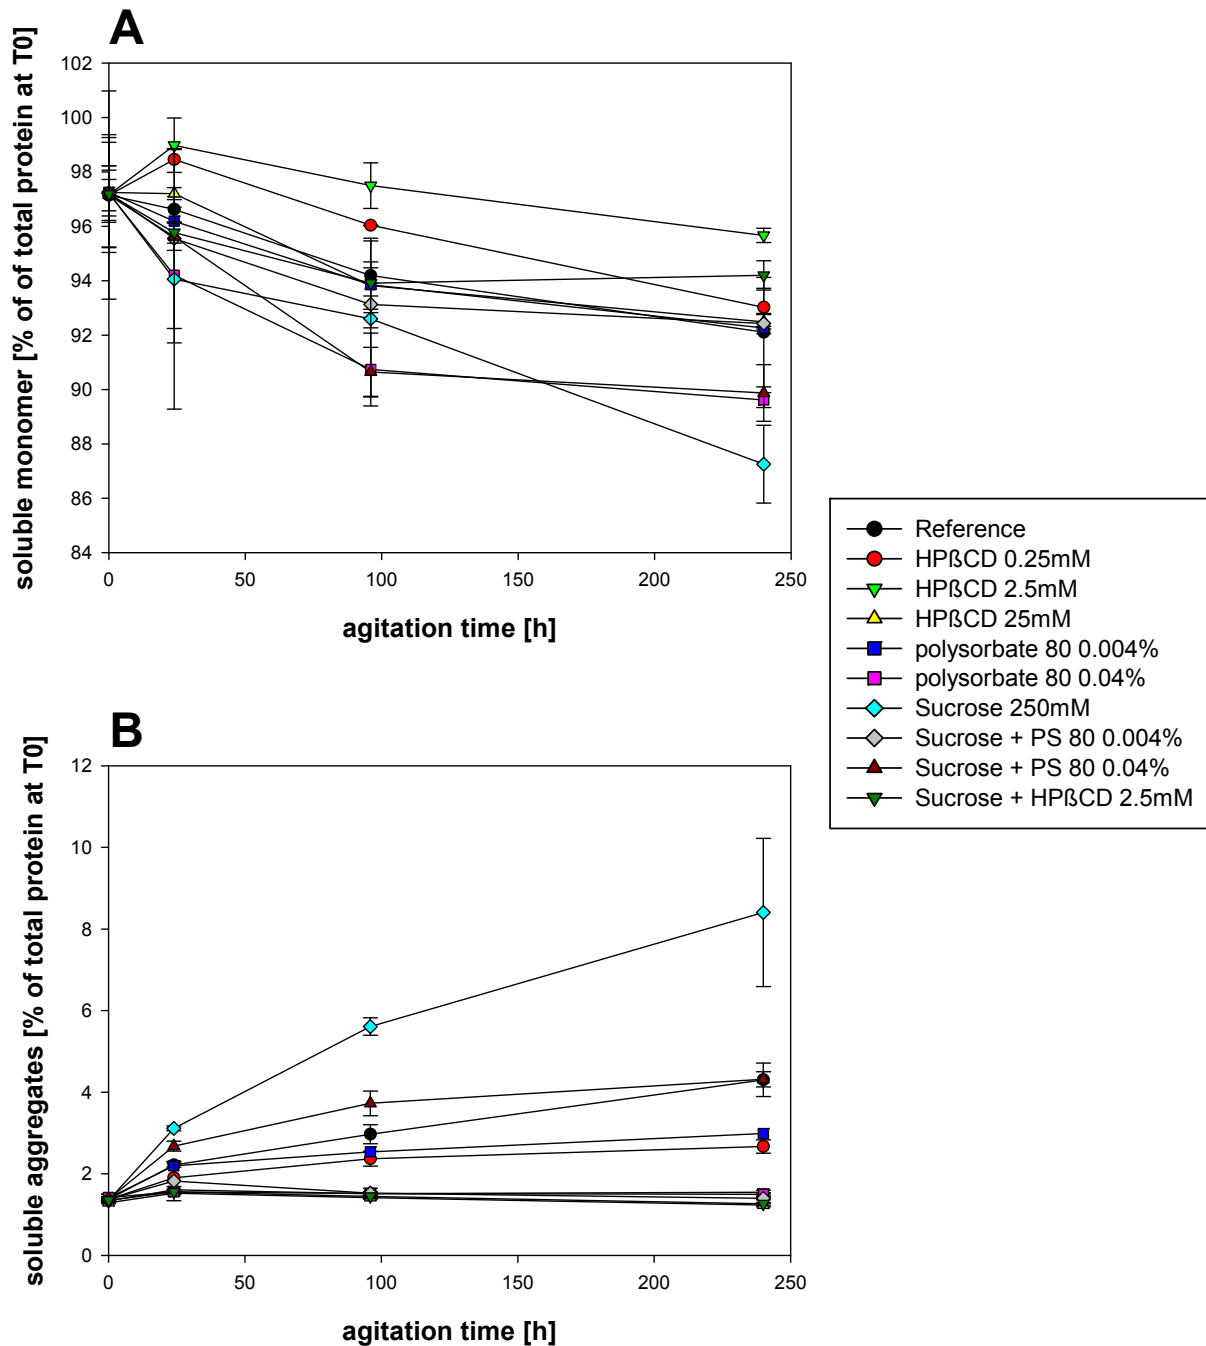 A
soluble monomer [% of of total protein at T0]
102
100
98
96
94
92
90
88
86
84
0
50
100
150
200
250
agitation time [h]
Reference
HPßCD 0.25mM
HPßCD 2.5mM
HPßCD 25mM
polysorbate 80 0.004%
polysorbate 80 0.04%
Sucrose 250mM
Sucrose + PS 80 0.004%
Sucrose + PS 80 0.04%
Sucrose + HPßCD 2.5mM
B
soluble aggregates [% of total protein at T0]
12
10
8
6
4
2
0
0
50
100
150
200
250
agitation time [h]